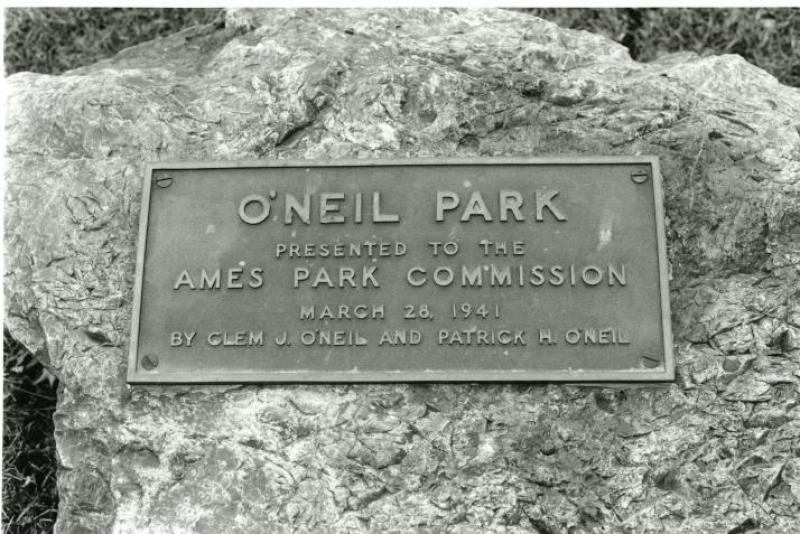 O'NEIL PARK
PRESENTED TO THE
AMES PARK COMMISSION
MARCH 28, 1941
BY CLEM J. O'NEIL AND PATRICK H. O'NEIL